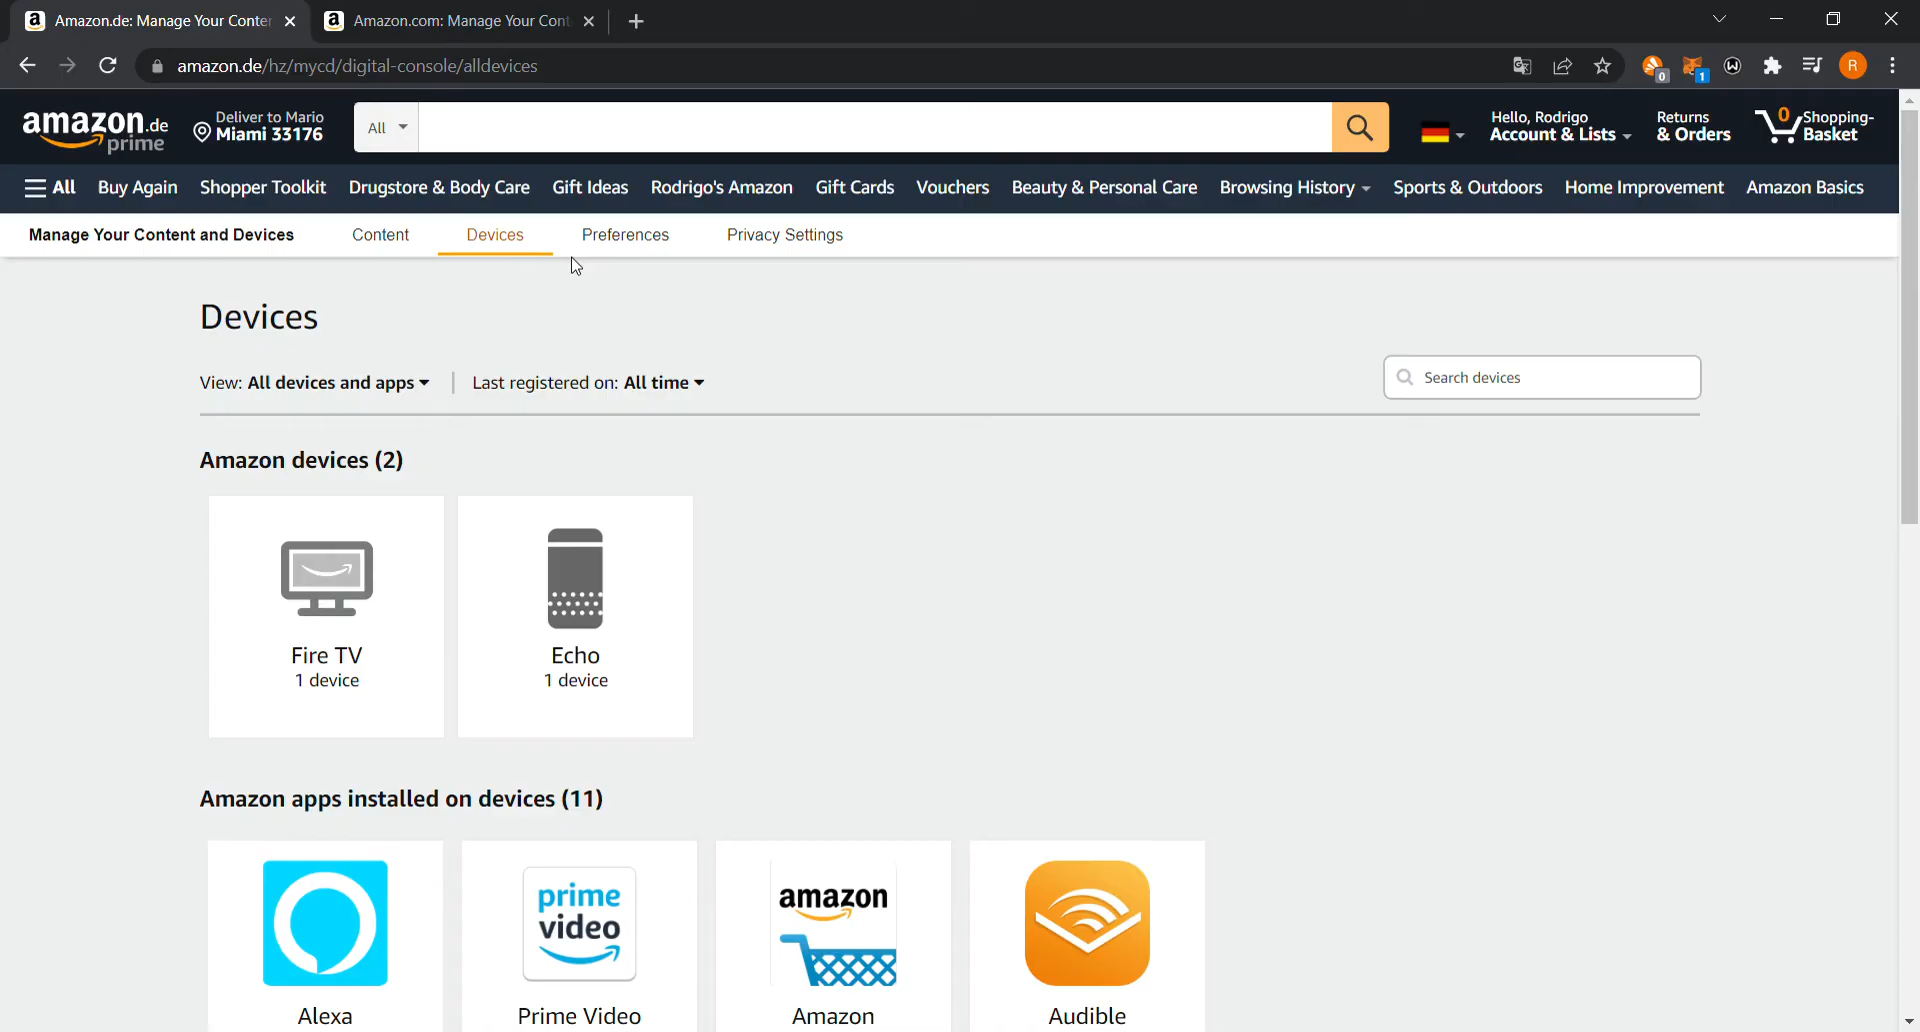 Amazon.de: Manage Your Conter
Amazon.com: Manage Your Cont
amazon.de/hz/mycd/digital-console/alldevices
0
1
R
amazon.de
prime
Deliver to Mario
Miami 33176
All
Hello, Rodrigo
Account & Lists
Returns
& Orders
0
Shopping-
Basket
All
Buy Again
Shopper Toolkit
Drugstore & Body Care
Gift Ideas
Rodrigo's Amazon
Gift Cards
Vouchers
Beauty & Personal Care
Browsing History
Sports & Outdoors
Home Improvement
Amazon Basics
Manage Your Content and Devices
Content
Devices
Preferences
Privacy Settings
Devices
View: All devices and apps
Last registered on: All time
Search devices
Amazon devices (2)
Fire TV
1 device
Echo
1 device
Amazon apps installed on devices (11)
prime
video
amazon
Alexa
Prime Video
Amazon
Audible